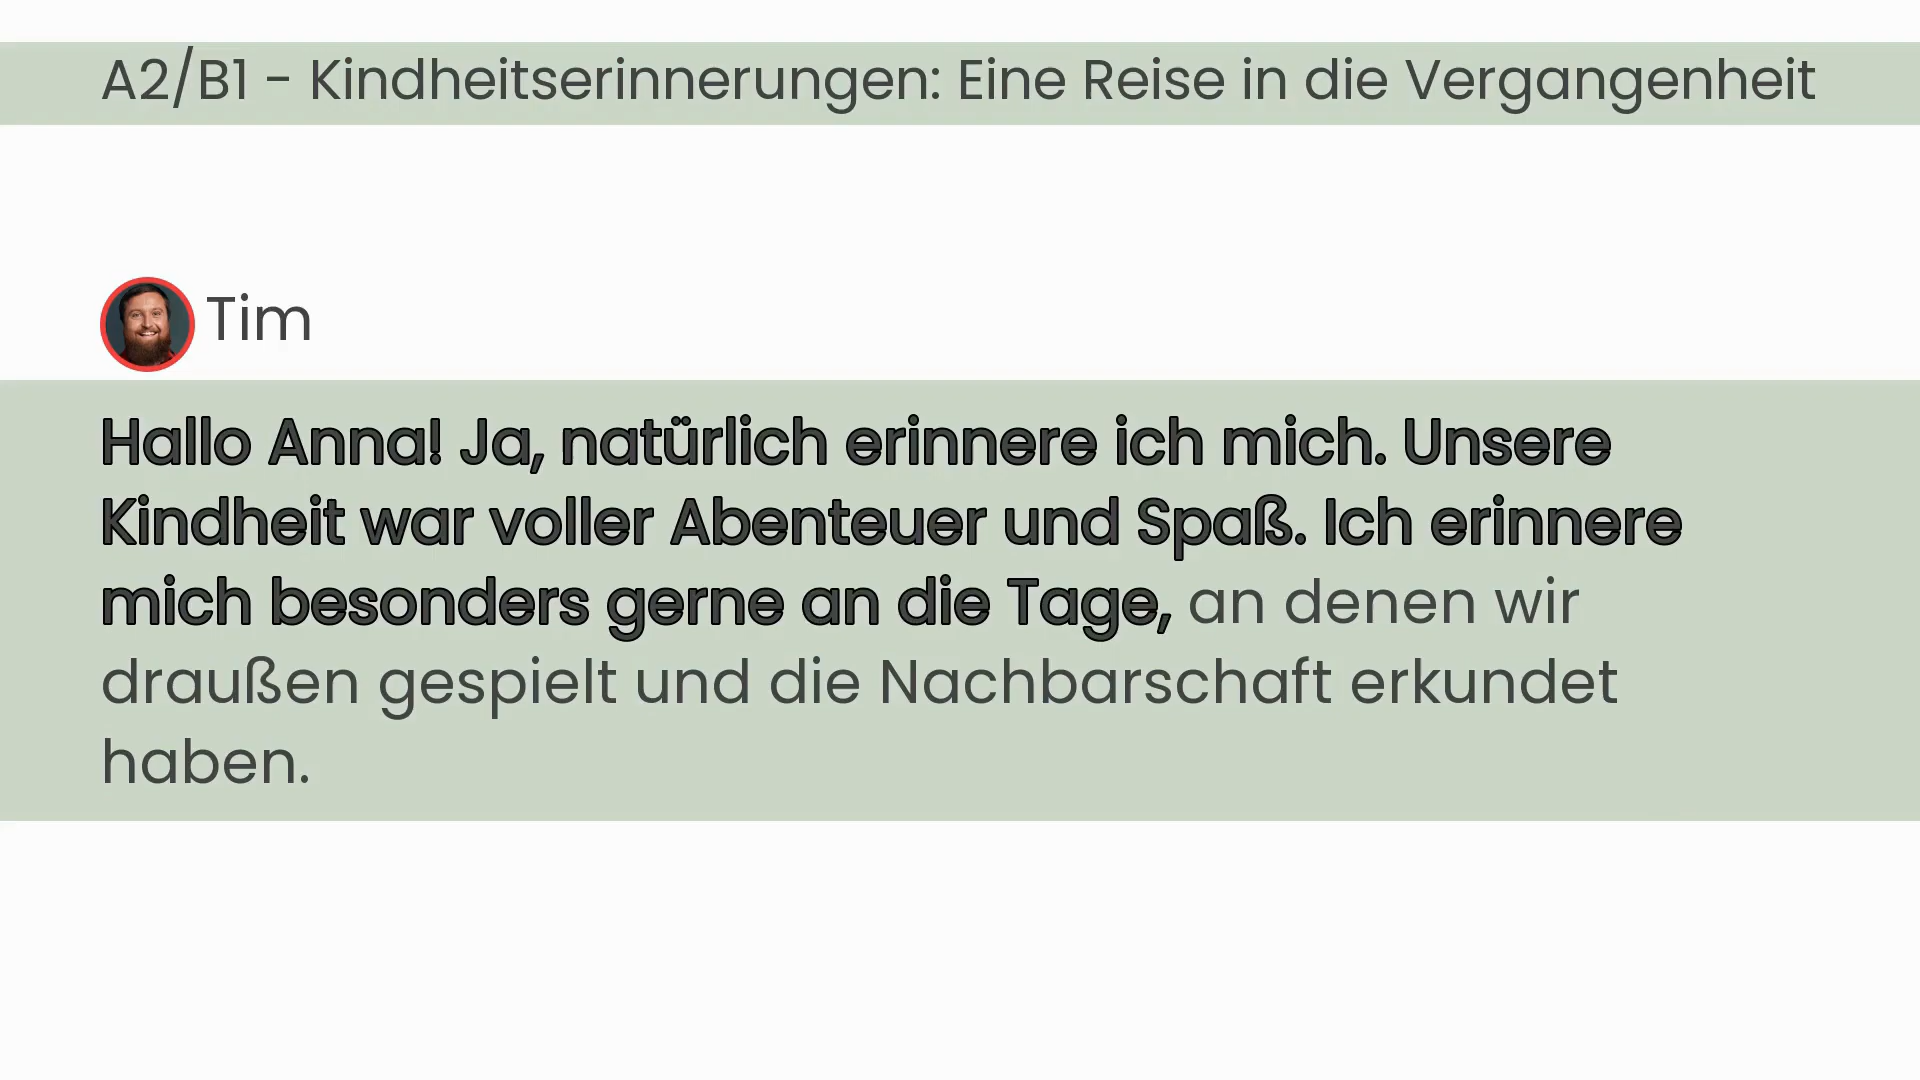 A2/B1 - Kindheitserinnerungen: Eine Reise in die Vergangenheit
Tim
Hallo Anna! Ja, natürlich erinnere ich mich. Unsere
Kindheit war voller Abenteuer und Spaß. Ich erinnere
mich besonders gerne an die Tage, an denen wir
draußen gespielt und die Nachbarschaft erkundet
haben.